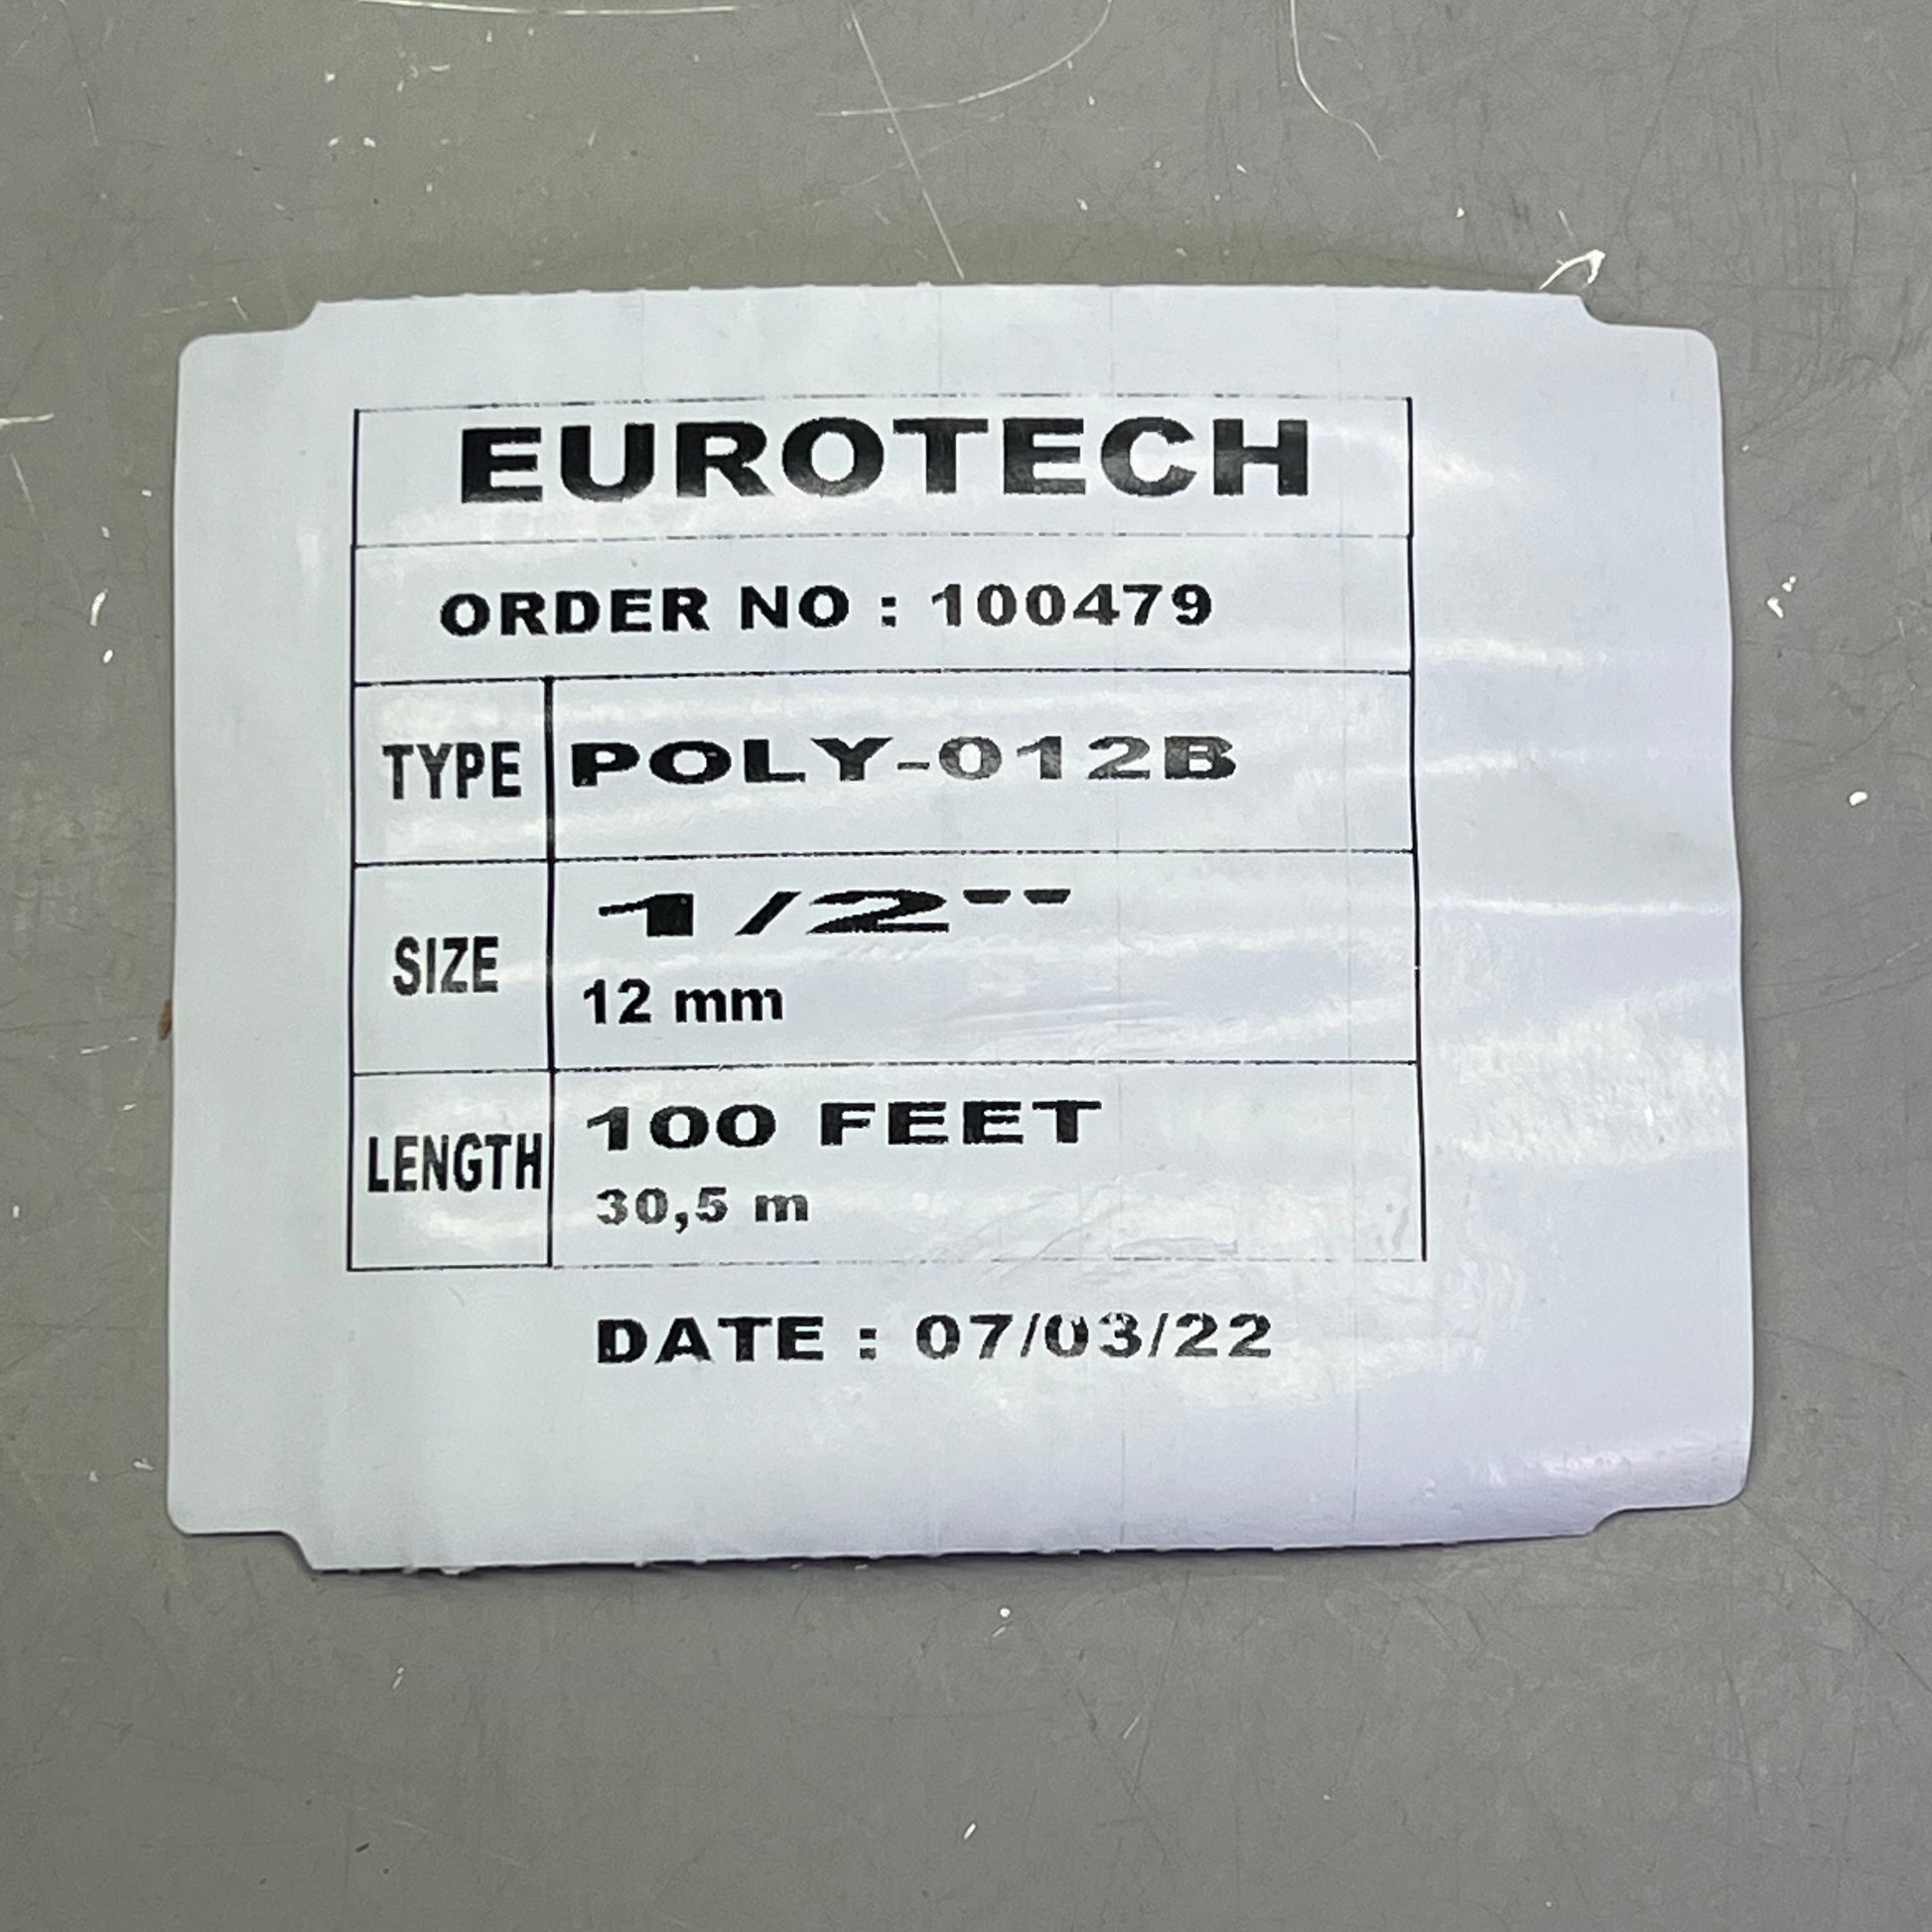 EUROTECH
ORDER NO : 100479
TYPE POLY-012B
SIZE 1/2"
12 mm
LENGTH 100 FEET
30,5 m
DATE : 07/03/22